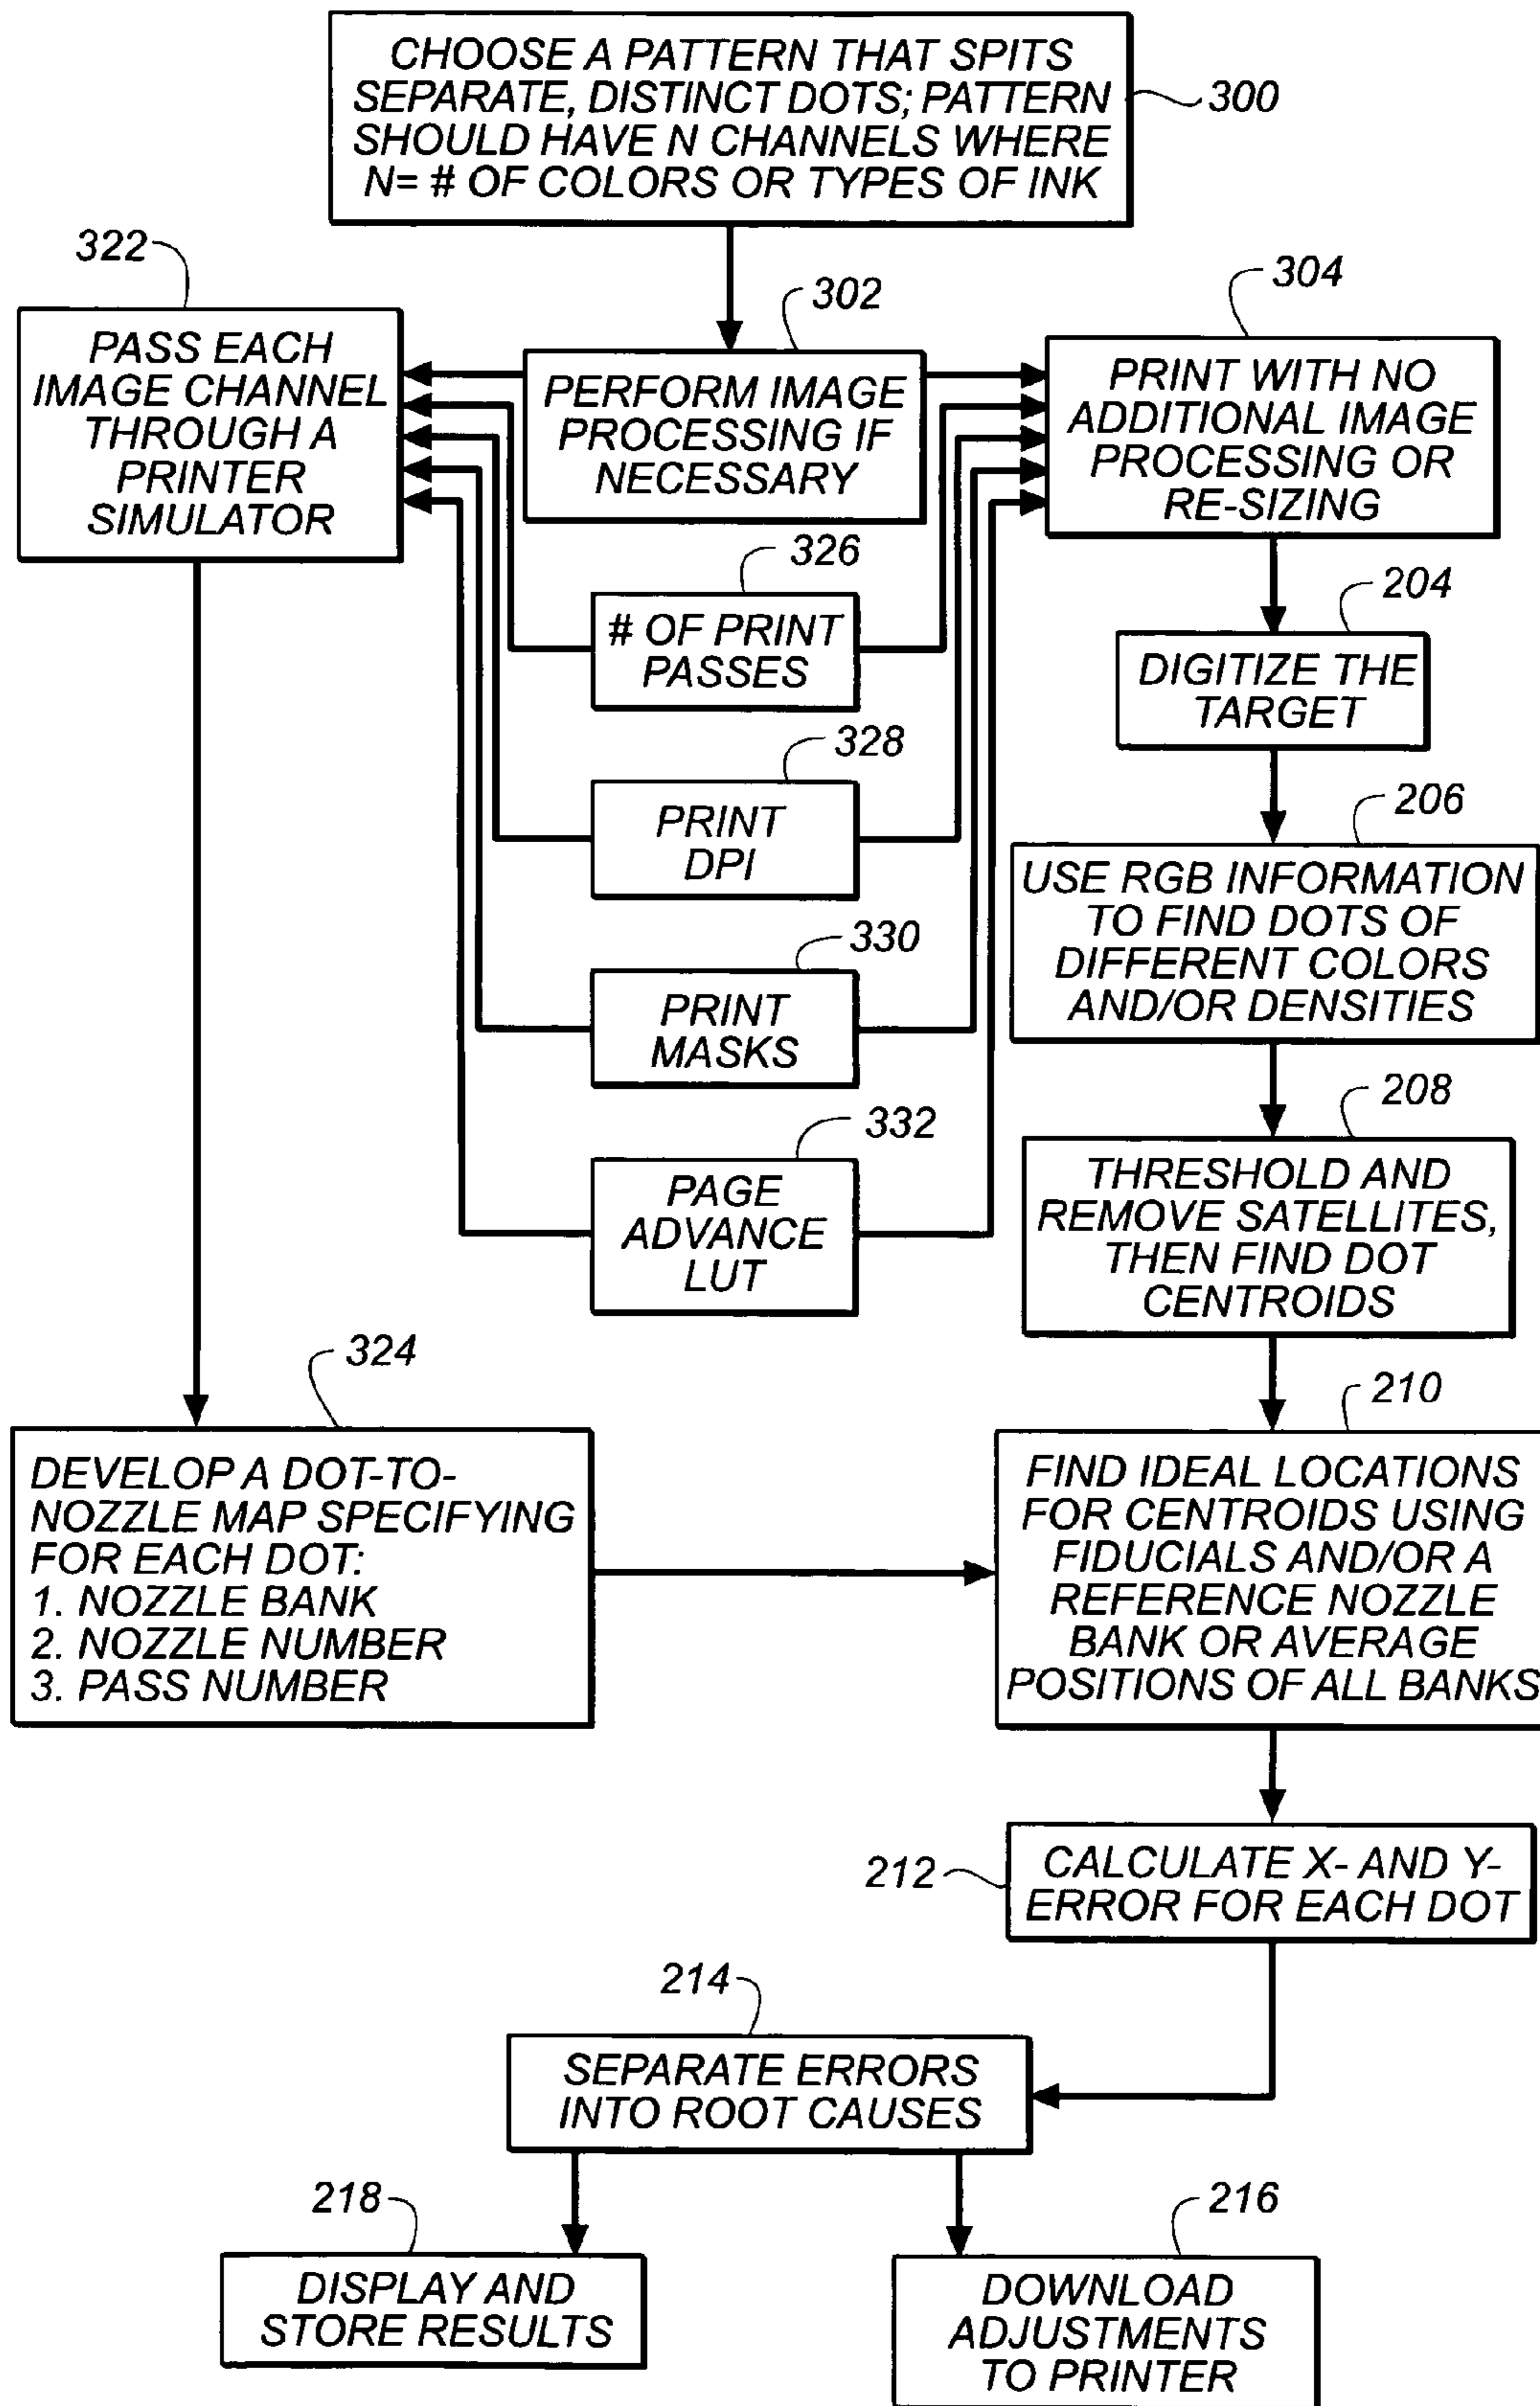 CHOOSE A PATTERN THAT SPITS
SEPARATE, DISTINCT DOTS; PATTERN
SHOULD HAVE N CHANNELS WHERE
N= # OF COLORS OR TYPES OF INK
300
322
PASS EACH
IMAGE CHANNEL
THROUGH A
PRINTER
SIMULATOR
302
PERFORM IMAGE
PROCESSING IF
NECESSARY
304
PRINT WITH NO
ADDITIONAL IMAGE
PROCESSING OR
RE-SIZING
326
# OF PRINT
PASSES
204
DIGITIZE THE
TARGET
328
PRINT
DPI
206
USE RGB INFORMATION
TO FIND DOTS OF
DIFFERENT COLORS
AND/OR DENSITIES
330
PRINT
MASKS
208
THRESHOLD AND
REMOVE SATELLITES,
THEN FIND DOT
CENTROIDS
332
PAGE
ADVANCE
LUT
324
DEVELOP A DOT-TO-
NOZZLE MAP SPECIFYING
FOR EACH DOT:
1. NOZZLE BANK
2. NOZZLE NUMBER
3. PASS NUMBER
210
FIND IDEAL LOCATIONS
FOR CENTROIDS USING
FIDUCIALS AND/OR A
REFERENCE NOZZLE
BANK OR AVERAGE
POSITIONS OF ALL BANKS
212
CALCULATE X- AND Y-
ERROR FOR EACH DOT
214
SEPARATE ERRORS
INTO ROOT CAUSES
218
DISPLAY AND
STORE RESULTS
216
DOWNLOAD
ADJUSTMENTS
TO PRINTER